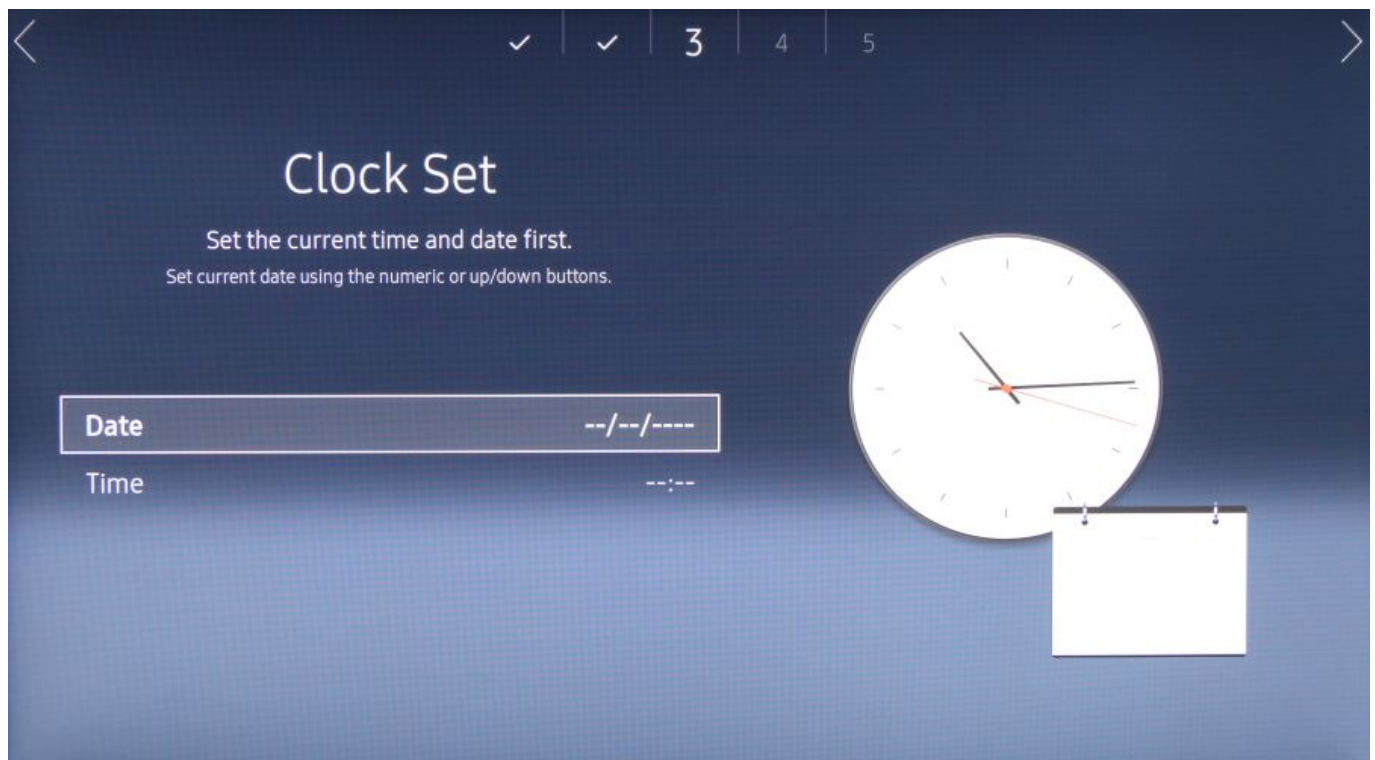 3 4 5
Clock Set
Set the current time and date first.
Set current date using the numeric or up/down buttons.
Date --/--/----
Time --:--